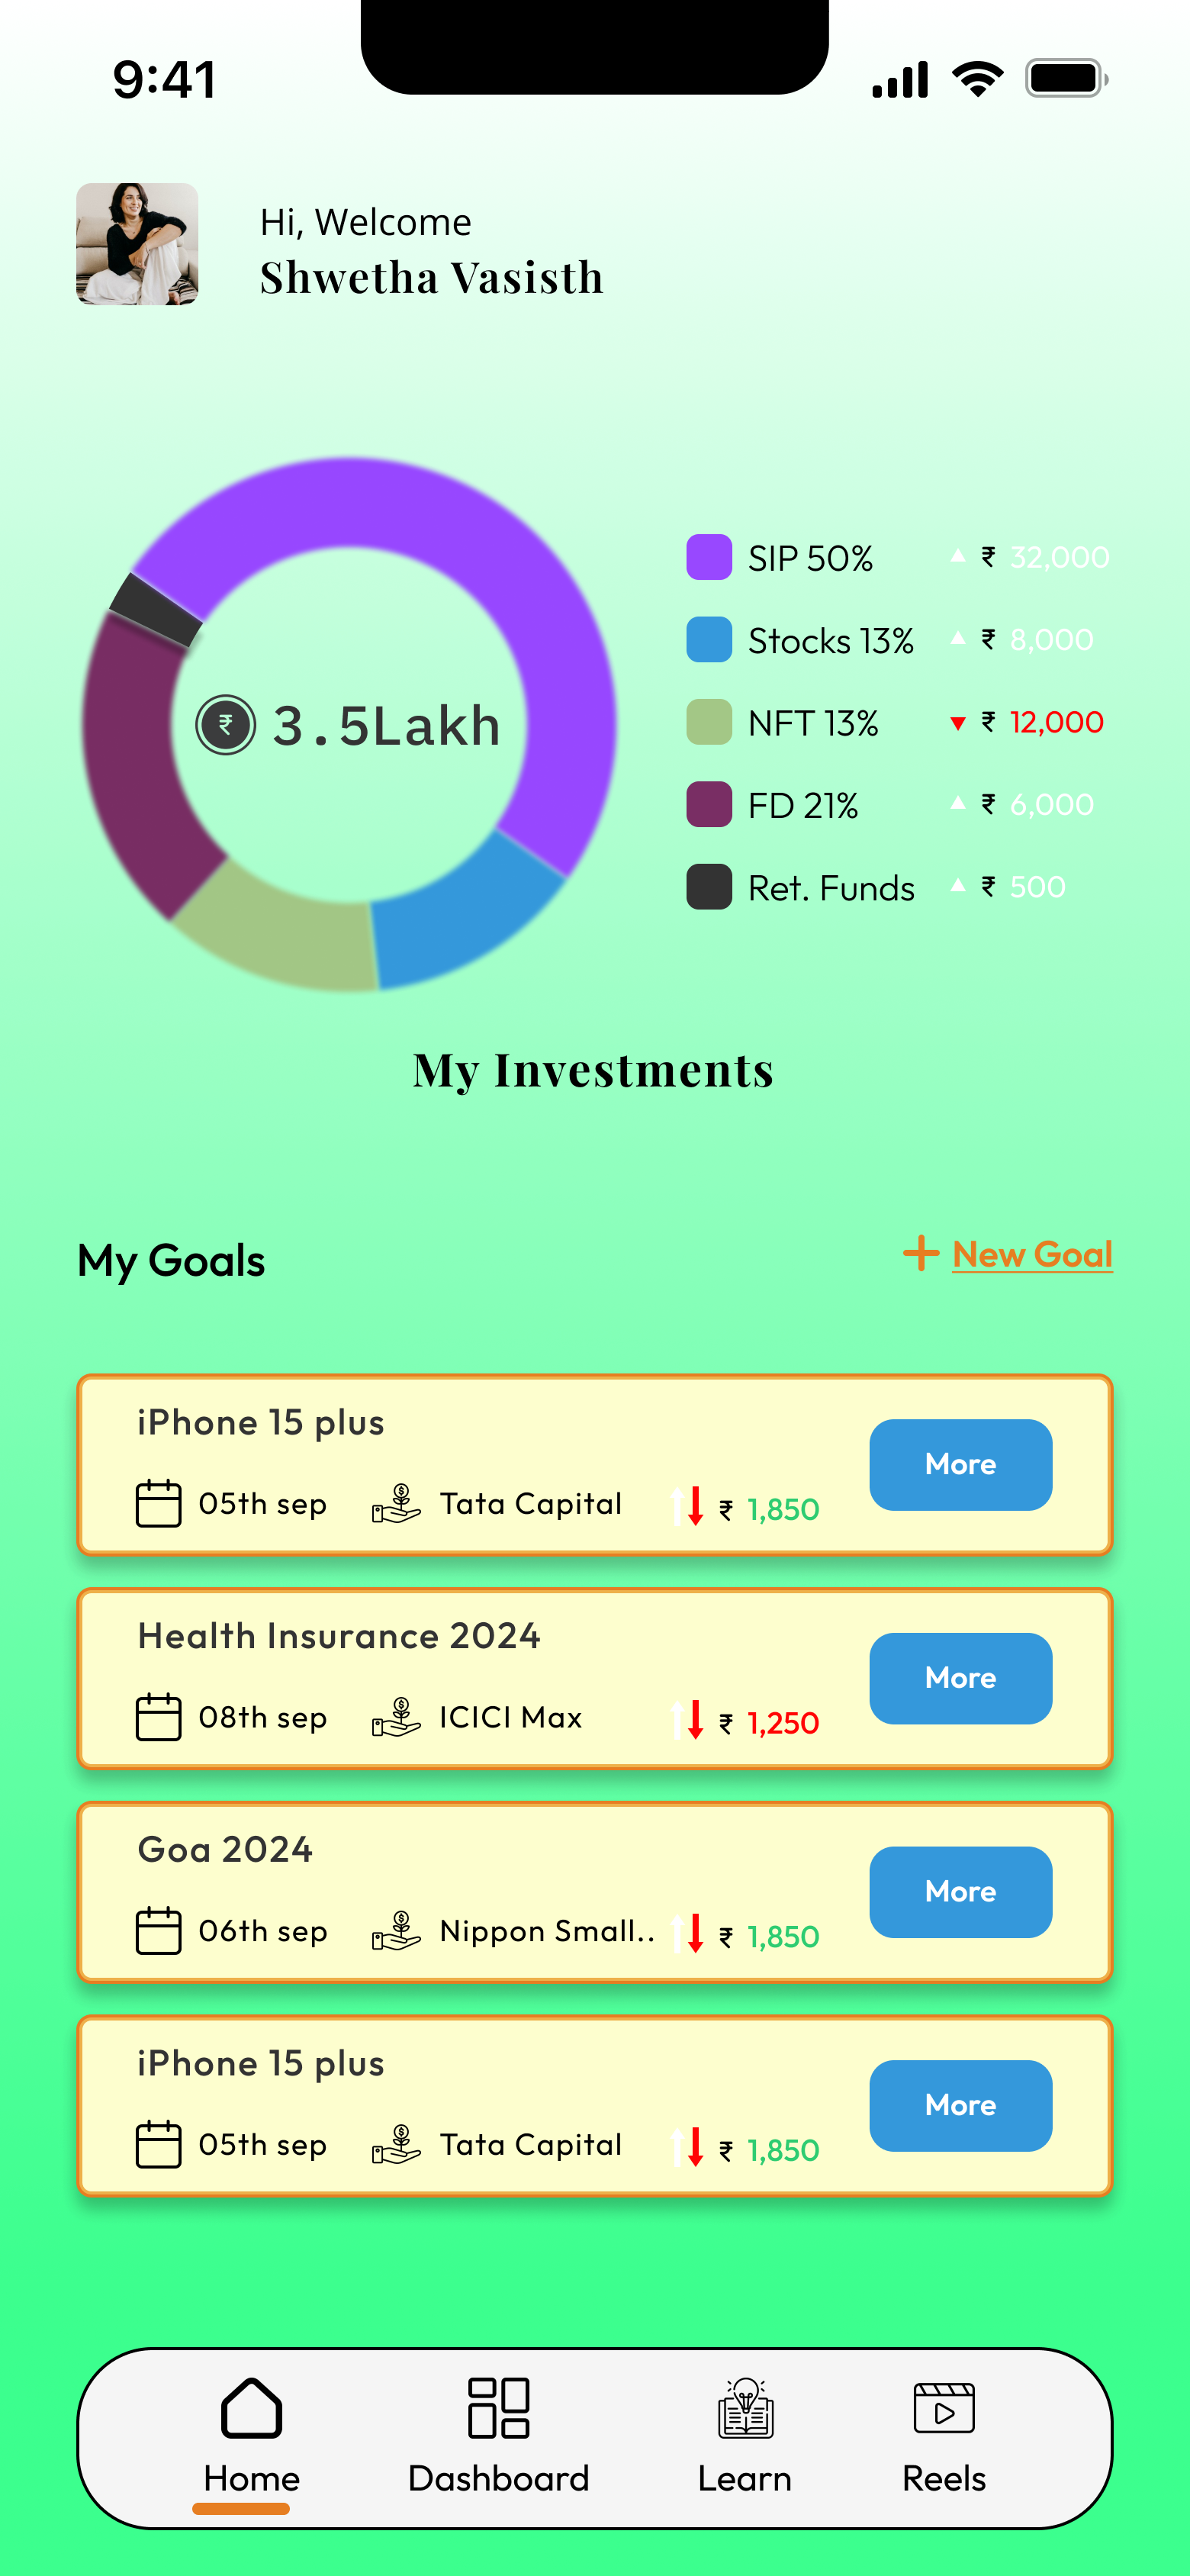 9:41
Hi, Welcome
Shwetha Vasisth
SIP 50% ₹ 32,000
Stocks 13% ₹ 8,000
₹ 3.5Lakh
NFT 13% ₹ 12,000
FD 21% ₹ 6,000
Ret. Funds ₹ 500
My Investments
My Goals
New Goal
iPhone 15 plus
More
05th sep Tata Capital ₹ 1,850
Health Insurance 2024
More
08th sep ICICI Max ₹ 1,250
Goa 2024
More
06th sep Nippon Small.. ₹ 1,850
iPhone 15 plus
More
05th sep Tata Capital ₹ 1,850
Home Dashboard Learn Reels